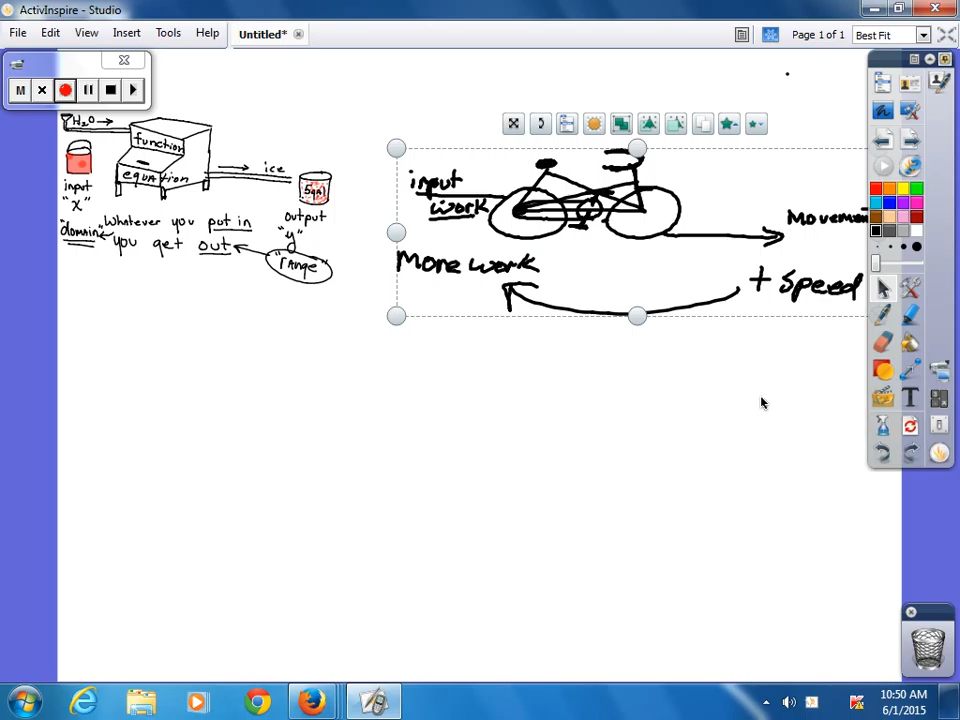 ActivInspire - Studio
File Edit View Insert Tools Help Untitled* Page 1 of 1 Best Fit
M
H₂O
function
equation
ice
5gal
input
"x"
output
"y"
"domain"
Whatever you put in
you get out
"range"
input
work
Movemen
More work
+ Speed
T
10:50 AM
6/1/2015